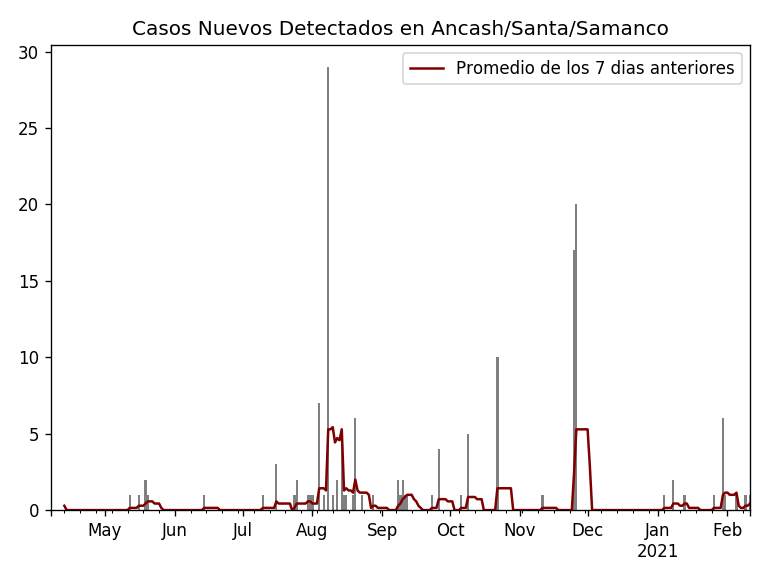 Casos Nuevos Detectados en Ancash/Santa/Samanco
Promedio de los 7 dias anteriores
30
25
20
15
10
5
0
May Jun Jul Aug Sep Oct Nov Dec Jan Feb
2021